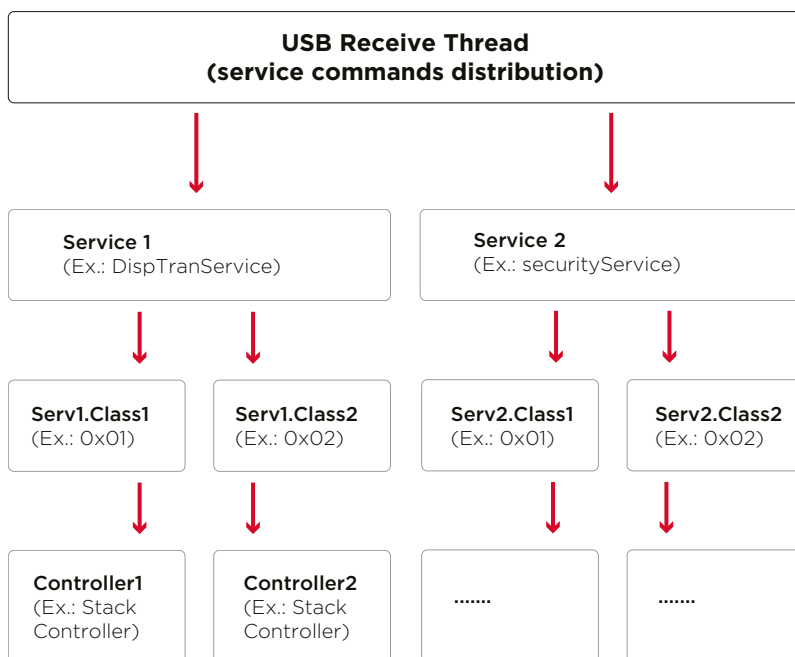 USB Receive Thread
(service commands distribution)
Service 1
(Ex.: DispTranService)
Service 2
(Ex.: securityService)
Serv1.Class1
(Ex.: 0x01)
Serv1.Class2
(Ex.: 0x02)
Serv2.Class1
(Ex.: 0x01)
Serv2.Class2
(Ex.: 0x02)
Controller1
(Ex.: Stack
Controller)
Controller2
(Ex.: Stack
Controller)
.......
.......